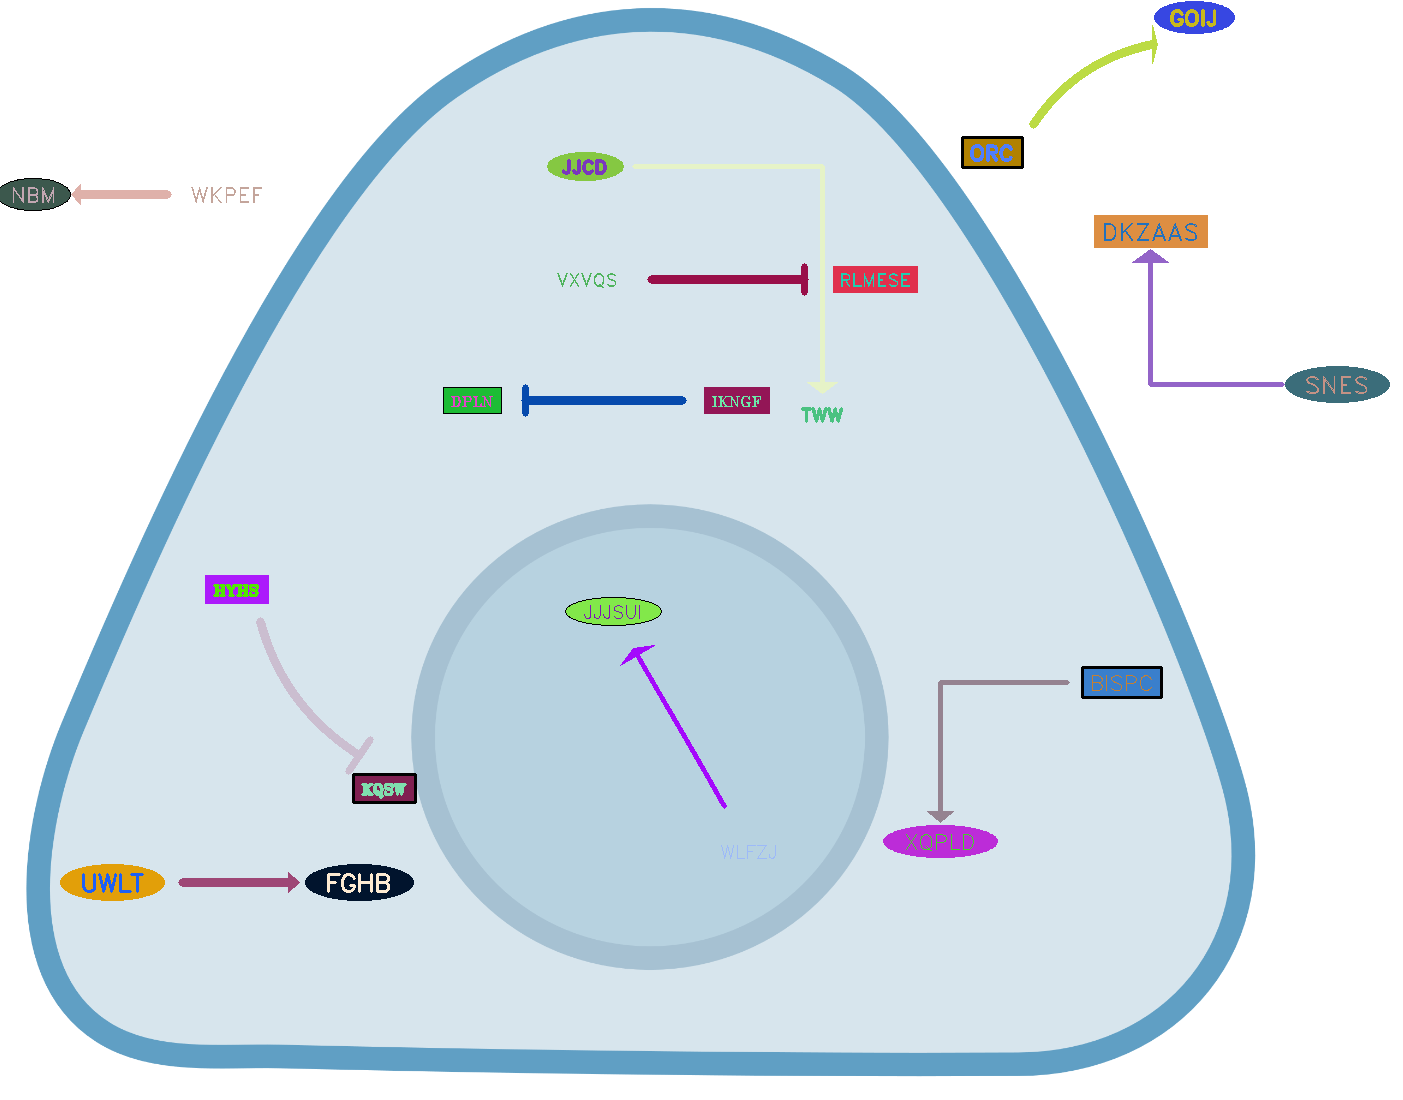 GOIJ
ORC
JJCD
NBM
WKPEF
DKZAAS
VXVQS
RLMESE
SNES
BPLN
IKNGF
TWW
HYHS
JJJSUI
BISPC
KQSW
XQPLD
WLFZJ
UWLT
FGHB